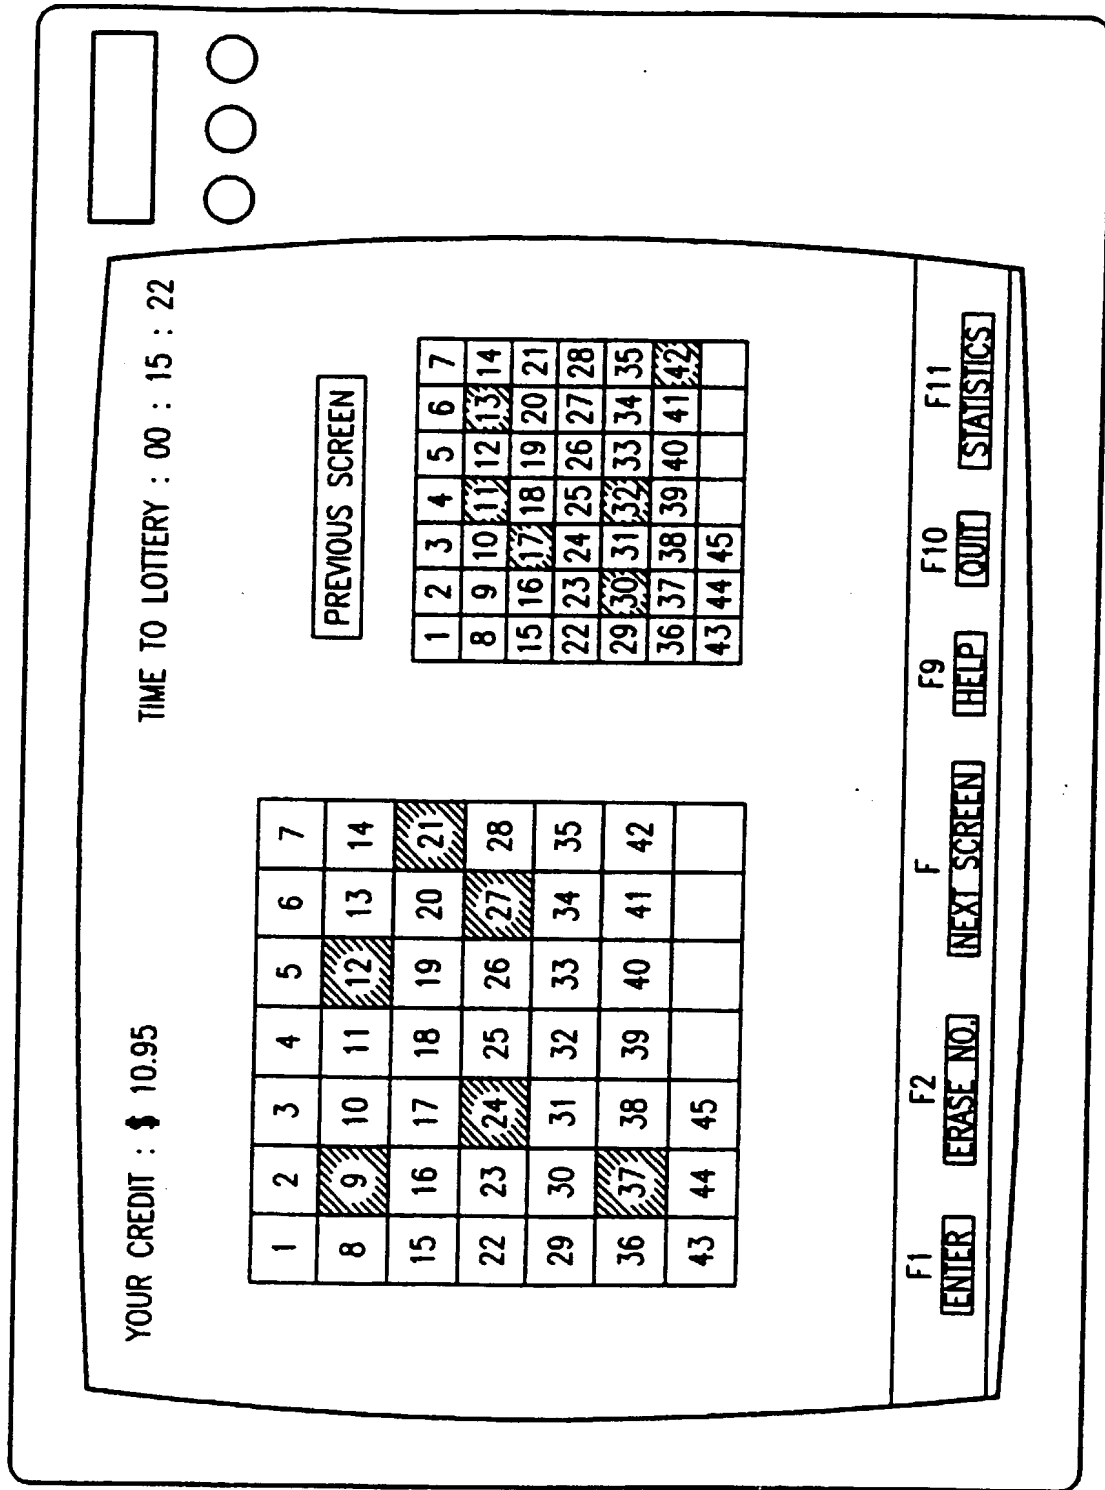 YOUR CREDIT : $ 10.95 TIME TO LOTTERY : 00 : 15 : 22
1 2 3 4 5 6 7
8 9 10 11 12 13 14
15 16 17 18 19 20 21
22 23 24 25 26 27 28
29 30 31 32 33 34 35
36 37 38 39 40 41 42
43 44 45
PREVIOUS SCREEN
1 2 3 4 5 6 7
8 9 10 11 12 13 14
15 16 17 18 19 20 21
22 23 24 25 26 27 28
29 30 31 32 33 34 35
36 37 38 39 40 41 42
43 44 45
F1 F2 F F9 F10 F11
ENTER ERASE NO. NEXT SCREEN HELP QUIT STATISTICS